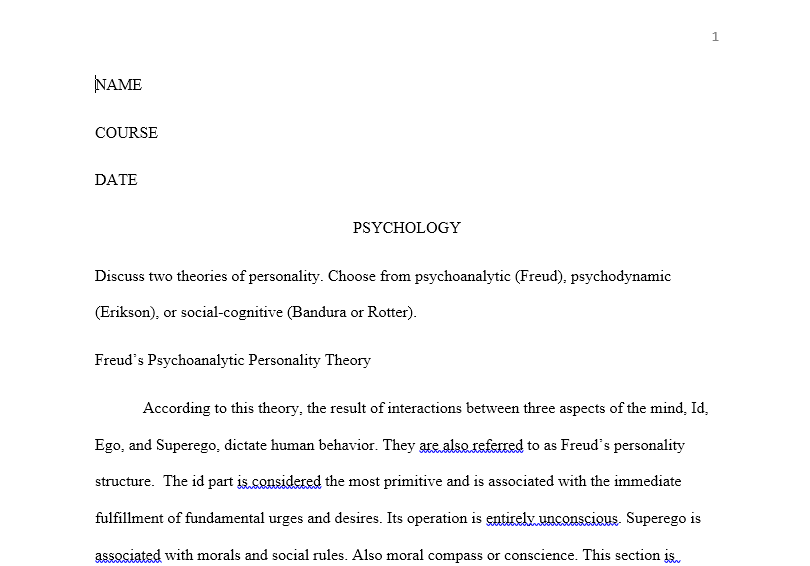 1
NAME
COURSE
DATE
PSYCHOLOGY
Discuss two theories of personality. Choose from psychoanalytic (Freud), psychodynamic
(Erikson), or social-cognitive (Bandura or Rotter).
Freud’s Psychoanalytic Personality Theory
According to this theory, the result of interactions between three aspects of the mind, Id,
Ego, and Superego, dictate human behavior. They are also referred to as Freud’s personality
structure.  The id part is considered the most primitive and is associated with the immediate
fulfillment of fundamental urges and desires. Its operation is entirely unconscious. Superego is
associated with morals and social rules. Also moral compass or conscience. This section is